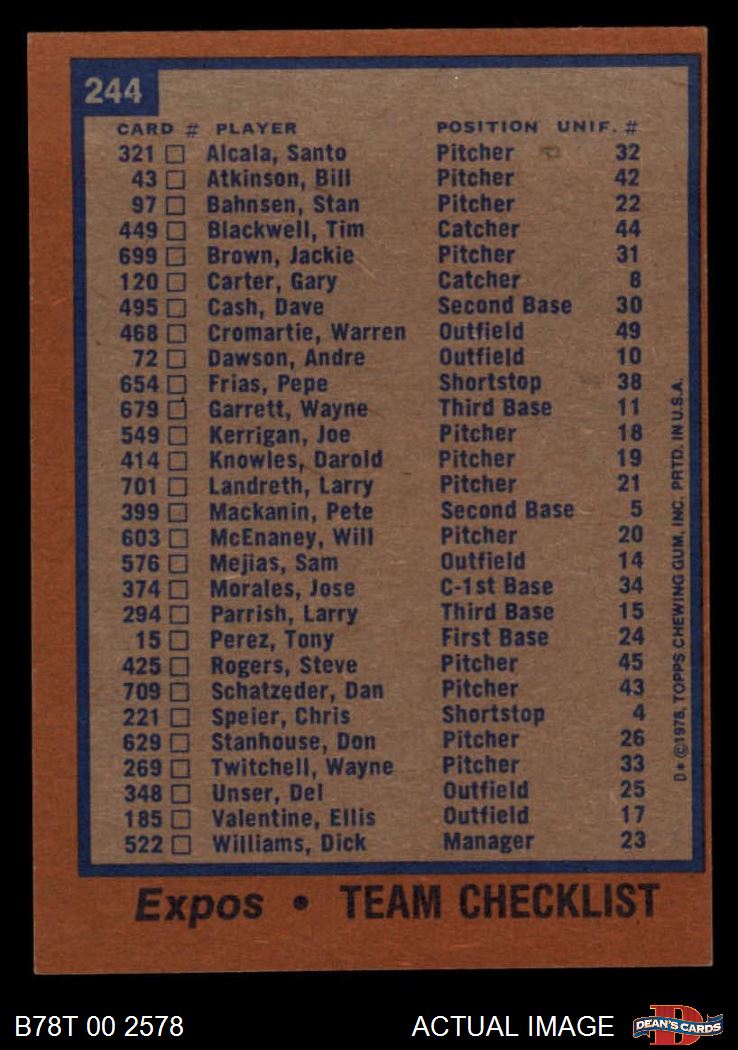 244
CARD # PLAYER POSITION UNIF. #
321 Alcala, Santo Pitcher 32
43 Atkinson, Bill Pitcher 42
97 Bahnsen, Stan Pitcher 22
449 Blackwell, Tim Catcher 44
699 Brown, Jackie Pitcher 31
120 Carter, Gary Catcher 8
495 Cash, Dave Second Base 30
468 Cromartie, Warren Outfield 49
72 Dawson, Andre Outfield 10
654 Frias, Pepe Shortstop 38
679 Garrett, Wayne Third Base 11
549 Kerrigan, Joe Pitcher 18
414 Knowles, Darold Pitcher 19
701 Landreth, Larry Pitcher 21
399 Mackanin, Pete Second Base 5
603 McEnaney, Will Pitcher 20
576 Mejias, Sam Outfield 14
374 Morales, Jose C-1st Base 34
294 Parrish, Larry Third Base 15
15 Perez, Tony First Base 24
425 Rogers, Steve Pitcher 45
709 Schatzeder, Dan Pitcher 43
221 Speier, Chris Shortstop 4
629 Stanhouse, Don Pitcher 26
269 Twitchell, Wayne Pitcher 33
348 Unser, Del Outfield 25
185 Valentine, Ellis Outfield 17
522 Williams, Dick Manager 23
D* ©1978, TOPPS CHEWING GUM, INC. PRTD. IN U.S.A.
Expos • TEAM CHECKLIST
B78T 00 2578 ACTUAL IMAGE
D
DEAN'S CARDS